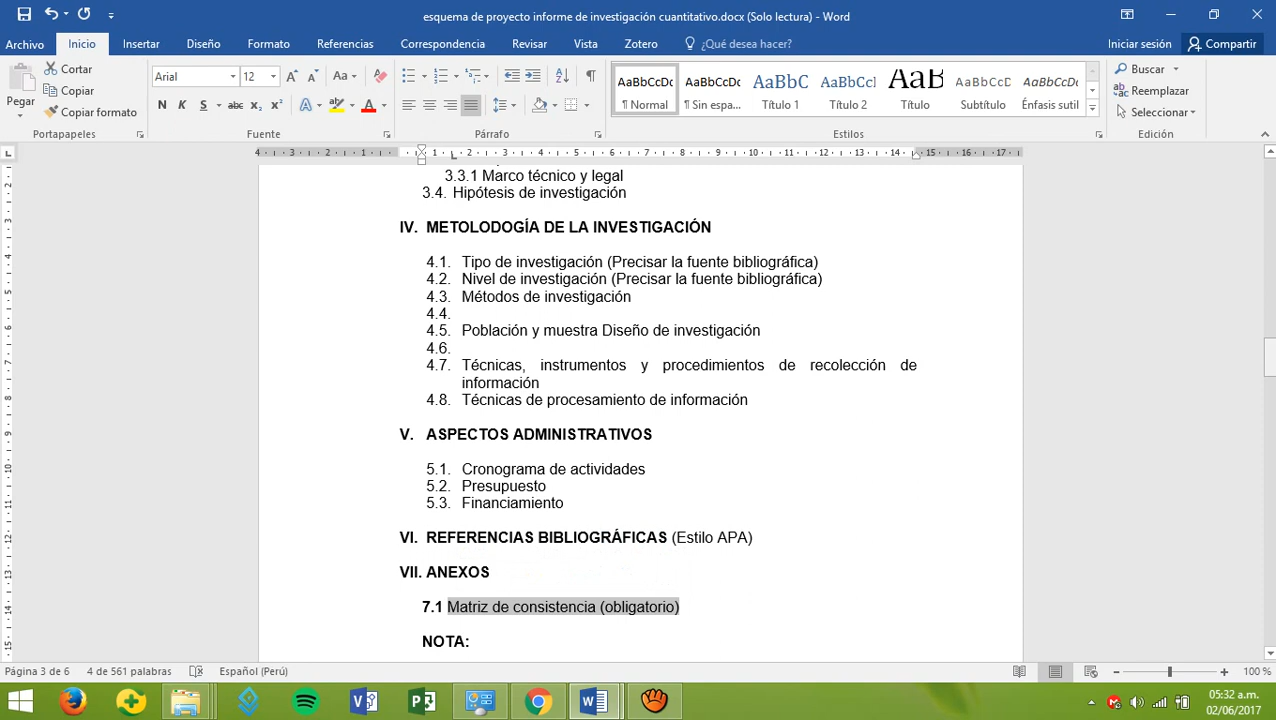 esquema de proyecto informe de investigación cuantitativo.docx (Solo lectura) - Word
Archivo Inicio Insertar Diseño Formato Referencias Correspondencia Revisar Vista Zotero ¿Qué desea hacer? Iniciar sesión Compartir
Pegar
Cortar
Copiar
Copiar formato
Portapapeles
Arial 12
Fuente
Párrafo
AaBbCcDc AaBbCcDc AaBbC AaBbCcI AaB AaBbCcD AaBbCcDc
¶ Normal ¶ Sin espa... Título 1 Título 2 Título Subtítulo Énfasis sutil
Estilos
Buscar
Reemplazar
Seleccionar
Edición
3.3.1 Marco técnico y legal
3.4. Hipótesis de investigación
IV. METOLODOGÍA DE LA INVESTIGACIÓN
4.1. Tipo de investigación (Precisar la fuente bibliográfica)
4.2. Nivel de investigación (Precisar la fuente bibliográfica)
4.3. Métodos de investigación
4.4.
4.5. Población y muestra Diseño de investigación
4.6.
4.7. Técnicas, instrumentos y procedimientos de recolección de
información
4.8. Técnicas de procesamiento de información
V. ASPECTOS ADMINISTRATIVOS
5.1. Cronograma de actividades
5.2. Presupuesto
5.3. Financiamiento
VI. REFERENCIAS BIBLIOGRÁFICAS (Estilo APA)
VII. ANEXOS
7.1 Matriz de consistencia (obligatorio)
NOTA:
Página 3 de 6 4 de 561 palabras Español (Perú) 100 %
05:32 a.m.
02/06/2017